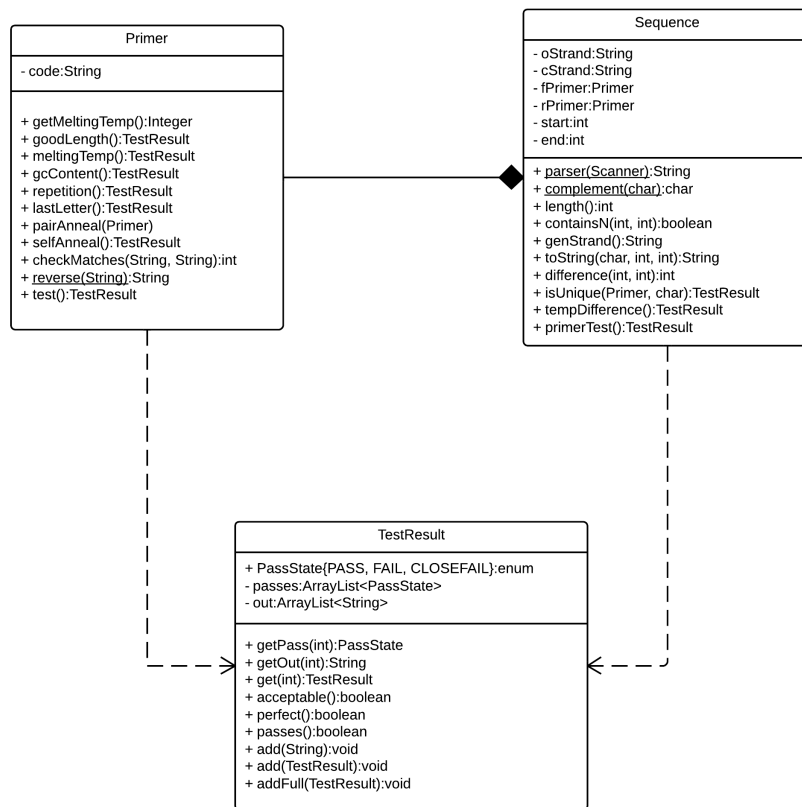 Primer
- code:String
+ getMeltingTemp():Integer
+ goodLength():TestResult
+ meltingTemp():TestResult
+ gcContent():TestResult
+ repetition():TestResult
+ lastLetter():TestResult
+ pairAnneal(Primer)
+ selfAnneal():TestResult
+ checkMatches(String, String):int
+ reverse(String):String
+ test():TestResult
Sequence
- oStrand:String
- cStrand:String
- fPrimer:Primer
- rPrimer:Primer
- start:int
- end:int
+ parser(Scanner):String
+ complement(char):char
+ length():int
+ containsN(int, int):boolean
+ genStrand():String
+ toString(char, int, int):String
+ difference(int, int):int
+ isUnique(Primer, char):TestResult
+ tempDifference():TestResult
+ primerTest():TestResult
TestResult
+ PassState{PASS, FAIL, CLOSEFAIL}:enum
- passes:ArrayList<PassState>
- out:ArrayList<String>
+ getPass(int):PassState
+ getOut(int):String
+ get(int):TestResult
+ acceptable():boolean
+ perfect():boolean
+ passes():boolean
+ add(String):void
+ add(TestResult):void
+ addFull(TestResult):void